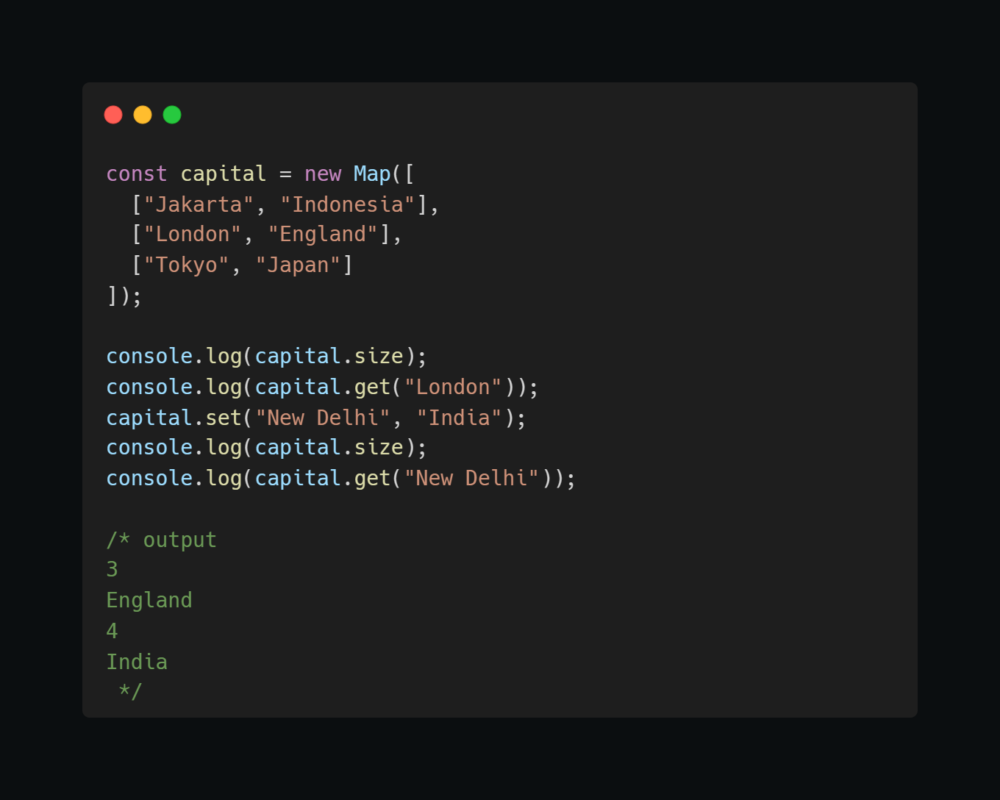 const capital = new Map([
  ["Jakarta", "Indonesia"],
  ["London", "England"],
  ["Tokyo", "Japan"]
]);

console.log(capital.size);
console.log(capital.get("London"));
capital.set("New Delhi", "India");
console.log(capital.size);
console.log(capital.get("New Delhi"));

/* output
3
England
4
India
 */